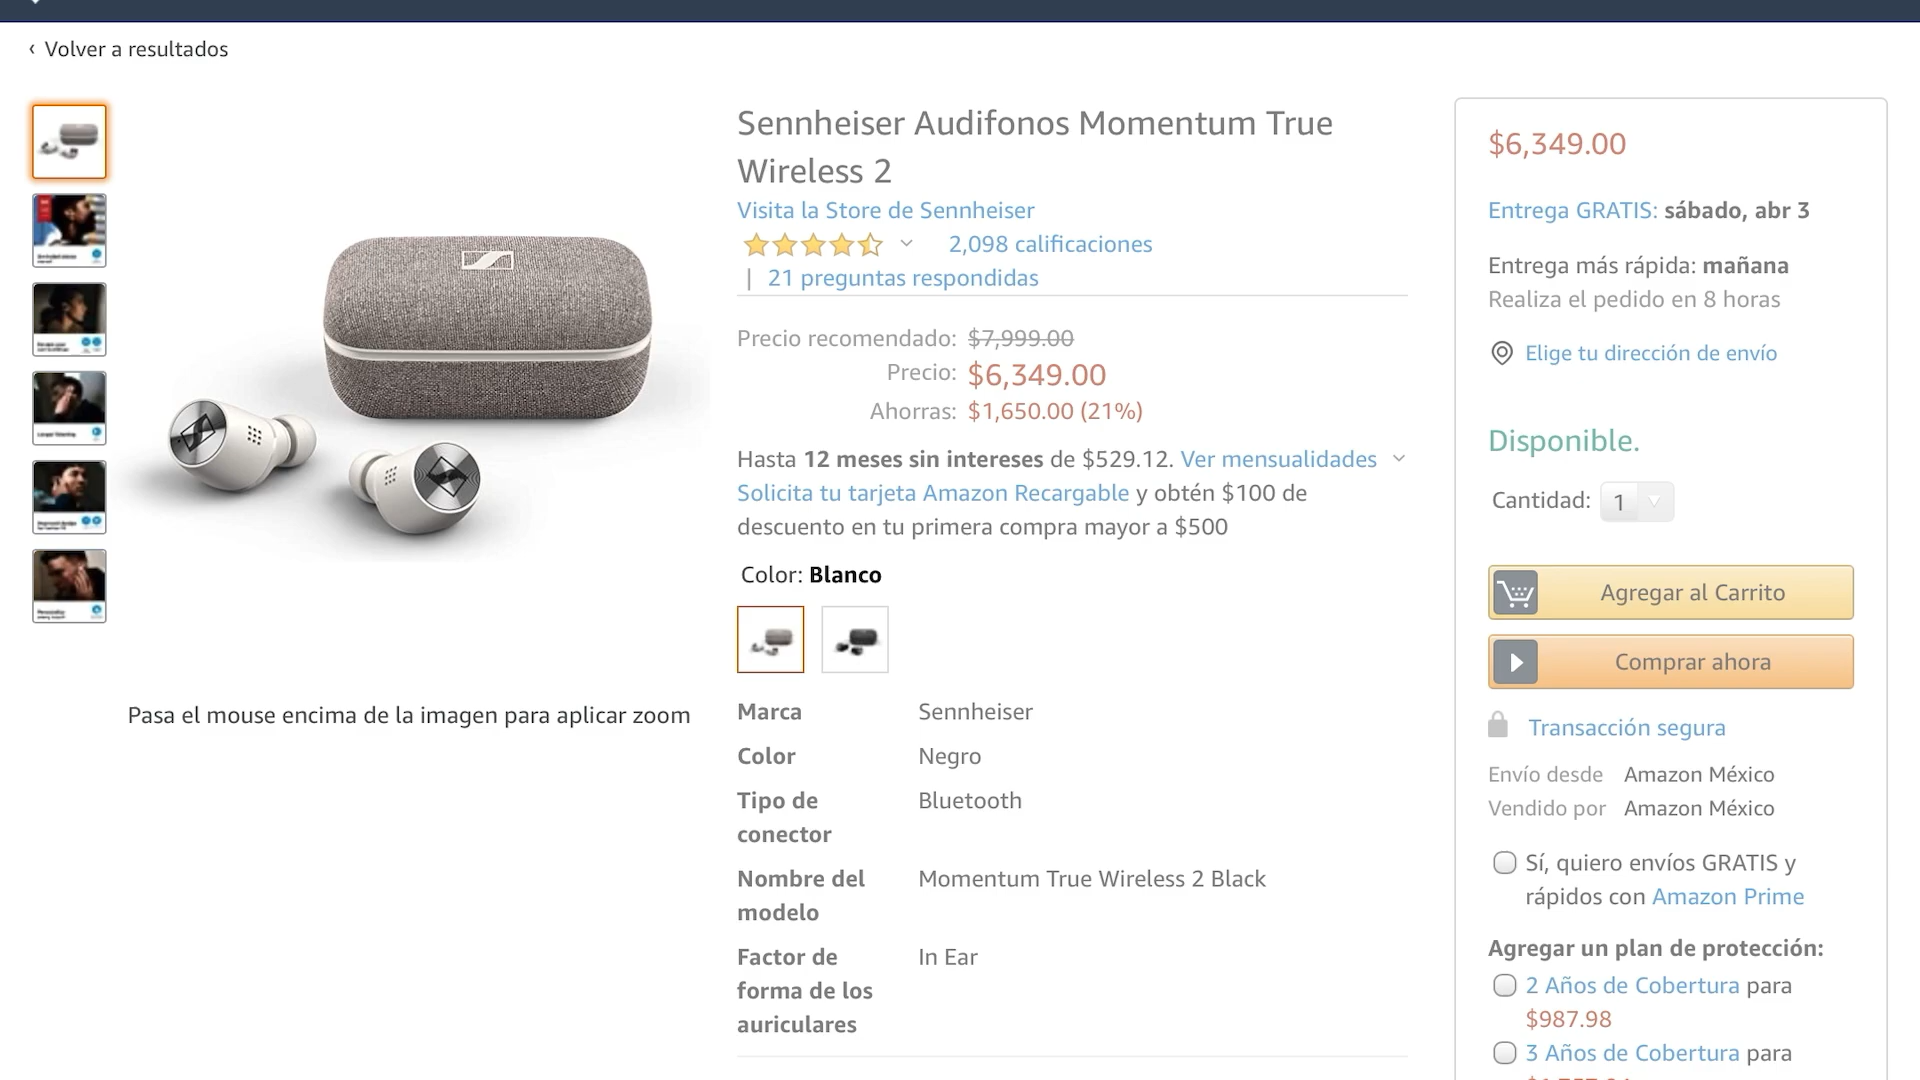 ‹ Volver a resultados
Sennheiser Audifonos Momentum True
Wireless 2
Visita la Store de Sennheiser
2,098 calificaciones
| 21 preguntas respondidas
Precio recomendado: $7,999.00
Precio: $6,349.00
Ahorras: $1,650.00 (21%)
Hasta 12 meses sin intereses de $529.12. Ver mensualidades
Solicita tu tarjeta Amazon Recargable y obtén $100 de
descuento en tu primera compra mayor a $500
Color: Blanco
Pasa el mouse encima de la imagen para aplicar zoom
Marca Sennheiser
Color Negro
Tipo de Bluetooth
conector
Nombre del Momentum True Wireless 2 Black
modelo
Factor de In Ear
forma de los
auriculares
$6,349.00
Entrega GRATIS: sábado, abr 3
Entrega más rápida: mañana
Realiza el pedido en 8 horas
Elige tu dirección de envío
Disponible.
Cantidad: 1
Agregar al Carrito
Comprar ahora
Transacción segura
Envío desde Amazon México
Vendido por Amazon México
Sí, quiero envíos GRATIS y
rápidos con Amazon Prime
Agregar un plan de protección:
2 Años de Cobertura para
$987.98
3 Años de Cobertura para